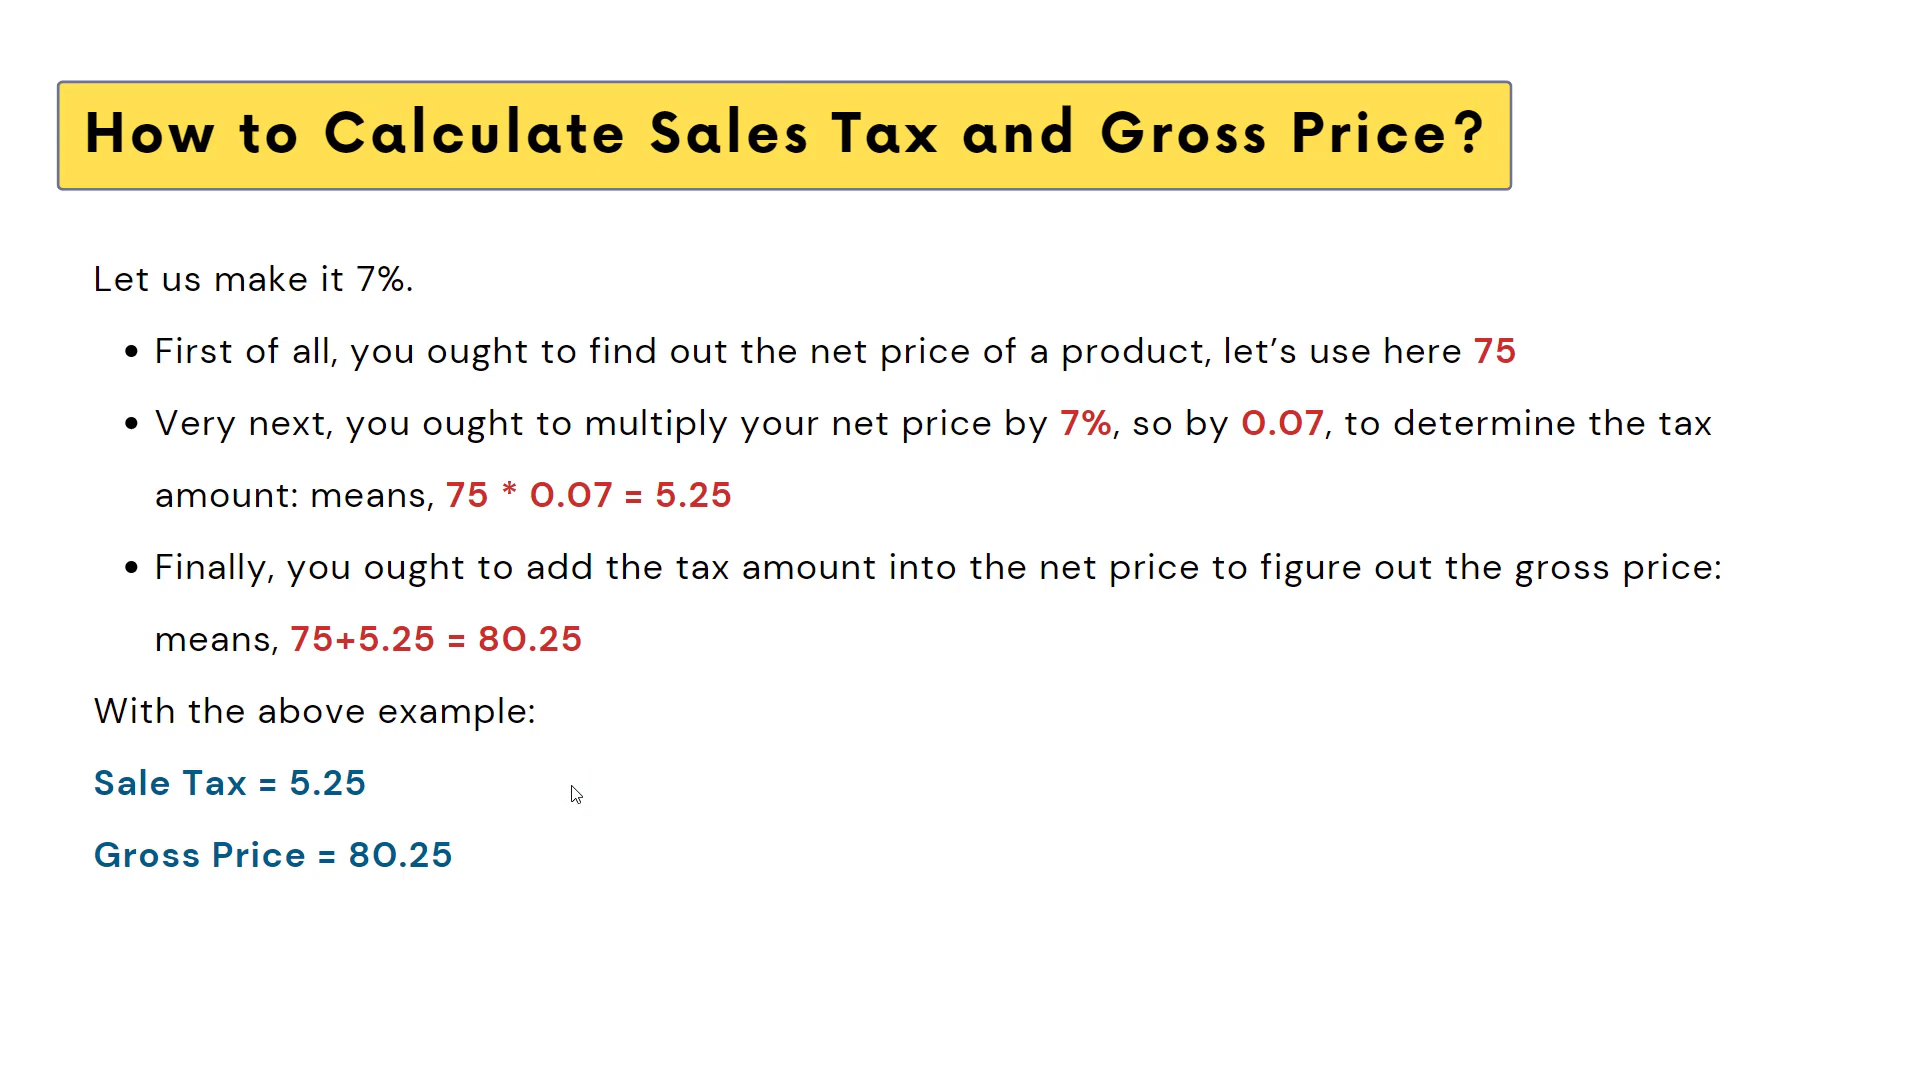 How to Calculate Sales Tax and Gross Price?
Let us make it 7%.
• First of all, you ought to find out the net price of a product, let’s use here 75
• Very next, you ought to multiply your net price by 7%, so by 0.07, to determine the tax
amount: means, 75 * 0.07 = 5.25
• Finally, you ought to add the tax amount into the net price to figure out the gross price:
means, 75+5.25 = 80.25
With the above example:
Sale Tax = 5.25
Gross Price = 80.25